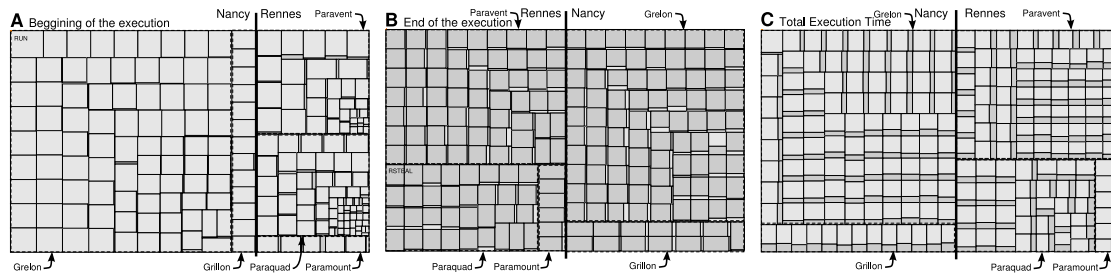 A Beggining of the execution
Nancy
Rennes
Paravent
RUN
Grelon
Grillon
Paraquad
Paramount
B End of the execution
Paravent
Rennes
Nancy
Grelon
RSTEAL
Paraquad
Paramount
Grillon
C Total Execution Time
Grelon
Nancy
Rennes
Paravent
Grillon
Paraquad
Paramount